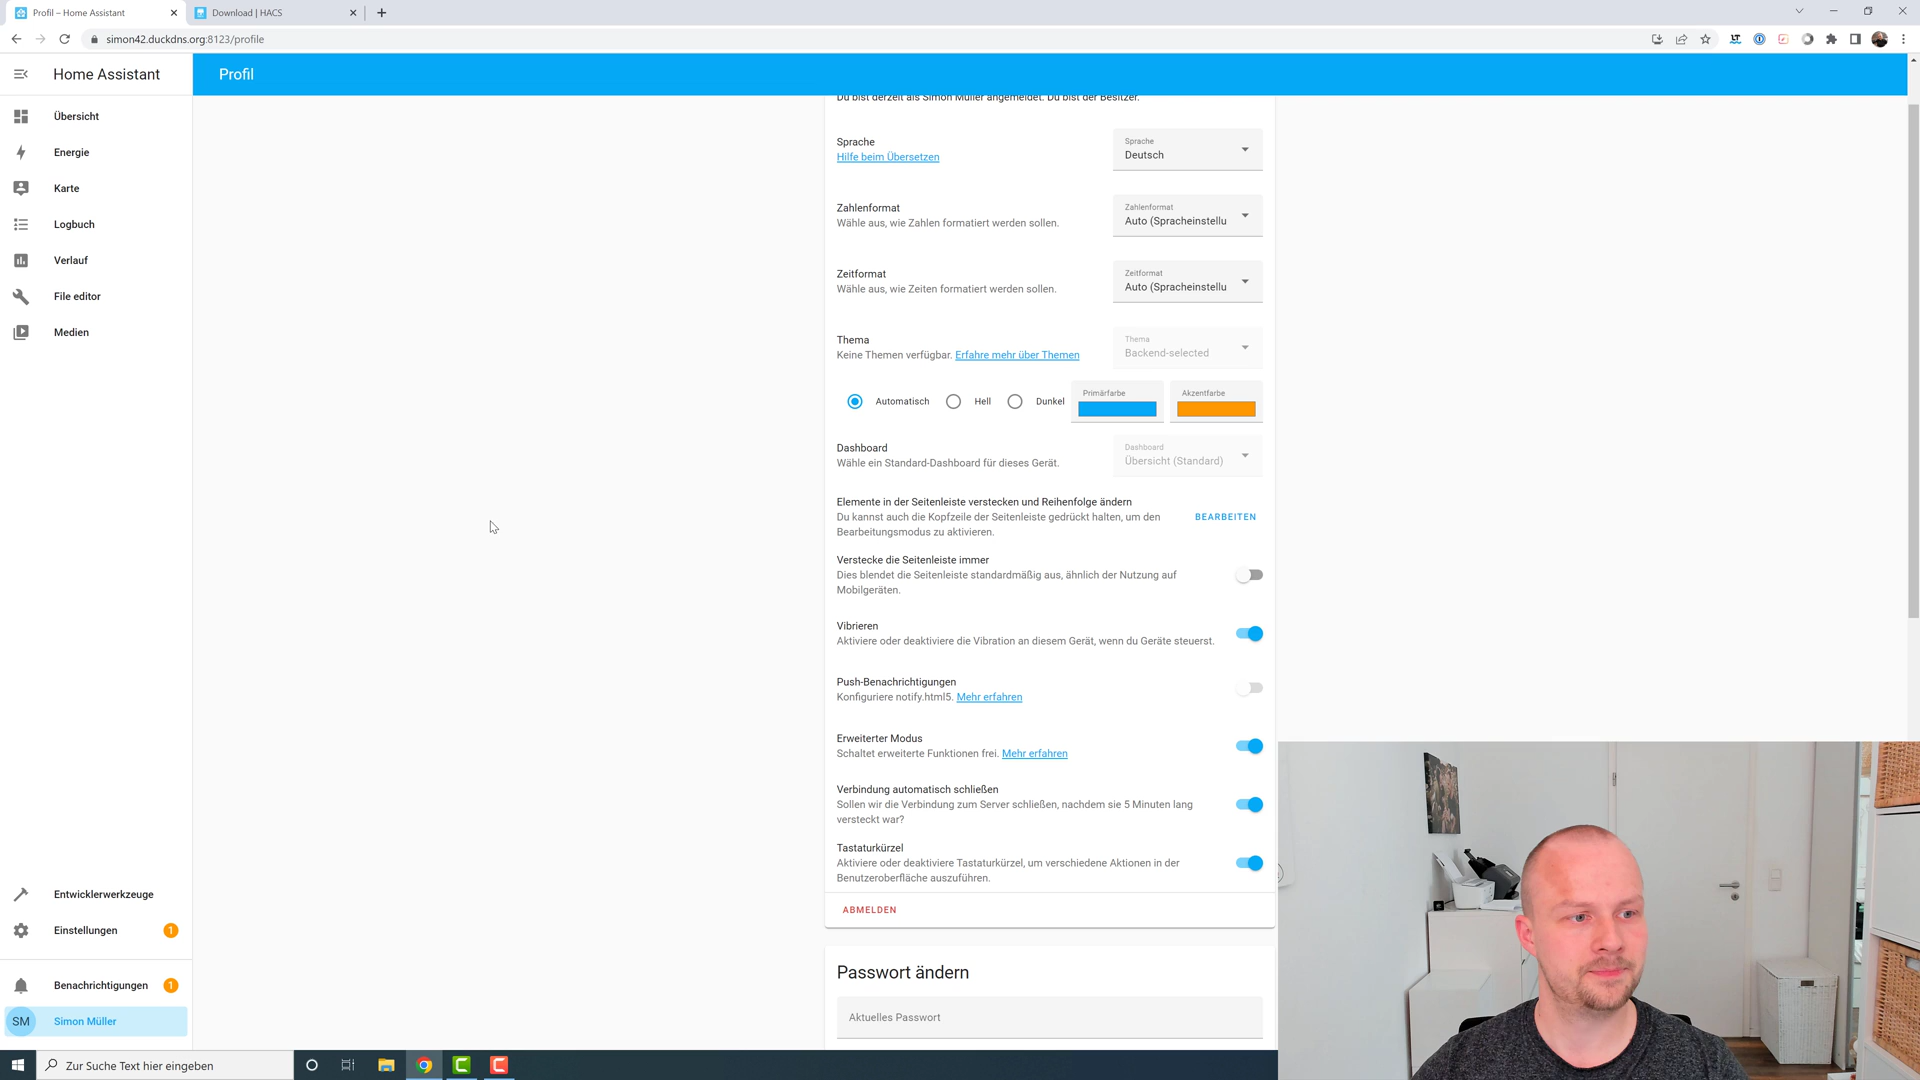 Profil – Home Assistant
Download | HACS
simon42.duckdns.org:8123/profile
Home Assistant
Profil
Übersicht
Energie
Karte
Logbuch
Verlauf
File editor
Medien
Entwicklerwerkzeuge
Einstellungen 1
Benachrichtigungen 1
SM Simon Müller
Du bist derzeit als Simon Müller angemeldet. Du bist der Besitzer.
Sprache
Hilfe beim Übersetzen
Sprache
Deutsch
Zahlenformat
Wähle aus, wie Zahlen formatiert werden sollen.
Zahlenformat
Auto (Spracheinstellu
Zeitformat
Wähle aus, wie Zeiten formatiert werden sollen.
Zeitformat
Auto (Spracheinstellu
Thema
Keine Themen verfügbar. Erfahre mehr über Themen
Thema
Backend-selected
Automatisch Hell Dunkel
Primärfarbe
Akzentfarbe
Dashboard
Wähle ein Standard-Dashboard für dieses Gerät.
Dashboard
Übersicht (Standard)
Elemente in der Seitenleiste verstecken und Reihenfolge ändern
Du kannst auch die Kopfzeile der Seitenleiste gedrückt halten, um den
Bearbeitungsmodus zu aktivieren.
BEARBEITEN
Verstecke die Seitenleiste immer
Dies blendet die Seitenleiste standardmäßig aus, ähnlich der Nutzung auf
Mobilgeräten.
Vibrieren
Aktiviere oder deaktiviere die Vibration an diesem Gerät, wenn du Geräte steuerst.
Push-Benachrichtigungen
Konfiguriere notify.html5. Mehr erfahren
Erweiterter Modus
Schaltet erweiterte Funktionen frei. Mehr erfahren
Verbindung automatisch schließen
Sollen wir die Verbindung zum Server schließen, nachdem sie 5 Minuten lang
versteckt war?
Tastaturkürzel
Aktiviere oder deaktiviere Tastaturkürzel, um verschiedene Aktionen in der
Benutzeroberfläche auszuführen.
ABMELDEN
Passwort ändern
Aktuelles Passwort
Zur Suche Text hier eingeben